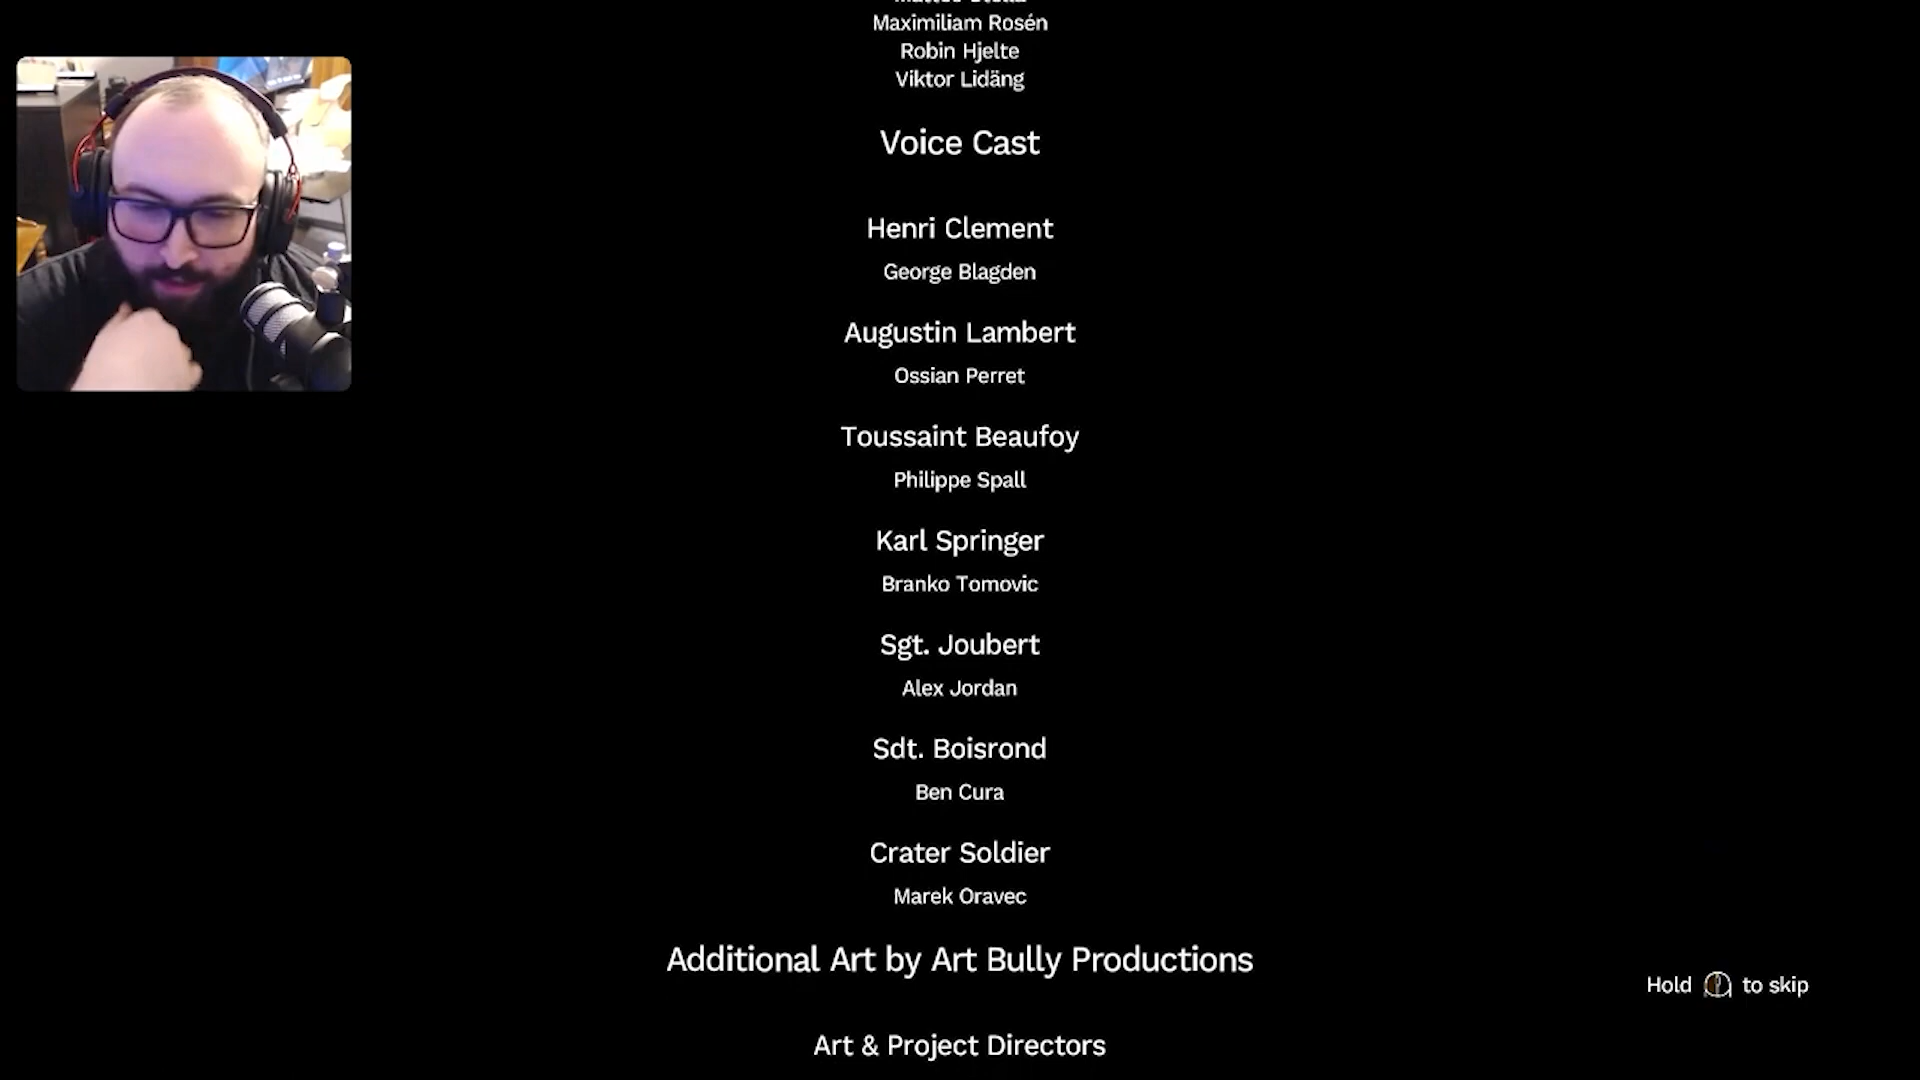 Maximiliam Rosén
Robin Hjelte
Viktor Lidäng
Voice Cast
Henri Clement
George Blagden
Augustin Lambert
Ossian Perret
Toussaint Beaufoy
Philippe Spall
Karl Springer
Branko Tomovic
Sgt. Joubert
Alex Jordan
Sdt. Boisrond
Ben Cura
Crater Soldier
Marek Oravec
Additional Art by Art Bully Productions
Hold to skip
Art & Project Directors